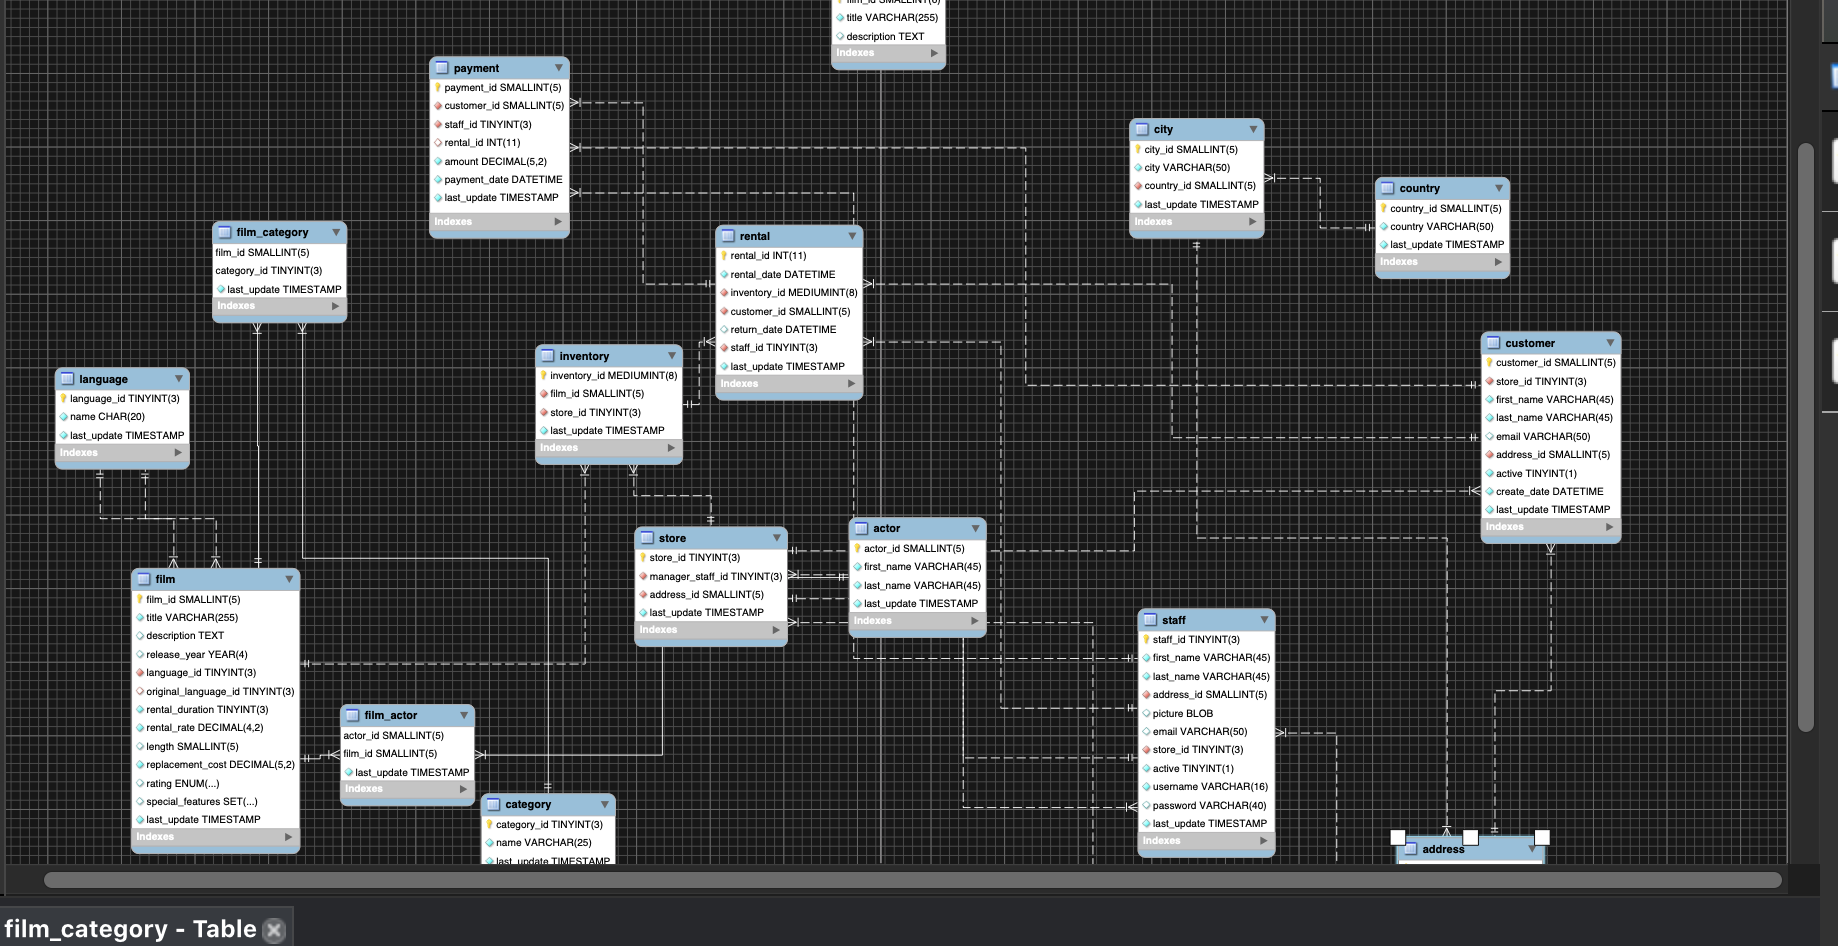 film_id SMALLINT(6)
title VARCHAR(255)
description TEXT
Indexes
payment
payment_id SMALLINT(5)
customer_id SMALLINT(5)
staff_id TINYINT(3)
rental_id INT(11)
amount DECIMAL(5,2)
payment_date DATETIME
last_update TIMESTAMP
Indexes
city
city_id SMALLINT(5)
city VARCHAR(50)
country_id SMALLINT(5)
last_update TIMESTAMP
Indexes
country
country_id SMALLINT(5)
country VARCHAR(50)
last_update TIMESTAMP
Indexes
film_category
film_id SMALLINT(5)
category_id TINYINT(3)
last_update TIMESTAMP
Indexes
rental
rental_id INT(11)
rental_date DATETIME
inventory_id MEDIUMINT(8)
customer_id SMALLINT(5)
return_date DATETIME
staff_id TINYINT(3)
last_update TIMESTAMP
Indexes
customer
customer_id SMALLINT(5)
store_id TINYINT(3)
first_name VARCHAR(45)
last_name VARCHAR(45)
email VARCHAR(50)
address_id SMALLINT(5)
active TINYINT(1)
create_date DATETIME
last_update TIMESTAMP
Indexes
inventory
inventory_id MEDIUMINT(8)
film_id SMALLINT(5)
store_id TINYINT(3)
last_update TIMESTAMP
Indexes
language
language_id TINYINT(3)
name CHAR(20)
last_update TIMESTAMP
Indexes
store
store_id TINYINT(3)
manager_staff_id TINYINT(3)
address_id SMALLINT(5)
last_update TIMESTAMP
Indexes
actor
actor_id SMALLINT(5)
first_name VARCHAR(45)
last_name VARCHAR(45)
last_update TIMESTAMP
Indexes
film
film_id SMALLINT(5)
title VARCHAR(255)
description TEXT
release_year YEAR(4)
language_id TINYINT(3)
original_language_id TINYINT(3)
rental_duration TINYINT(3)
rental_rate DECIMAL(4,2)
length SMALLINT(5)
replacement_cost DECIMAL(5,2)
rating ENUM(...)
special_features SET(...)
last_update TIMESTAMP
Indexes
staff
staff_id TINYINT(3)
first_name VARCHAR(45)
last_name VARCHAR(45)
address_id SMALLINT(5)
picture BLOB
email VARCHAR(50)
store_id TINYINT(3)
active TINYINT(1)
username VARCHAR(16)
password VARCHAR(40)
last_update TIMESTAMP
Indexes
film_actor
actor_id SMALLINT(5)
film_id SMALLINT(5)
last_update TIMESTAMP
Indexes
category
category_id TINYINT(3)
name VARCHAR(25)
last_update TIMESTAMP
address
film_category - Table